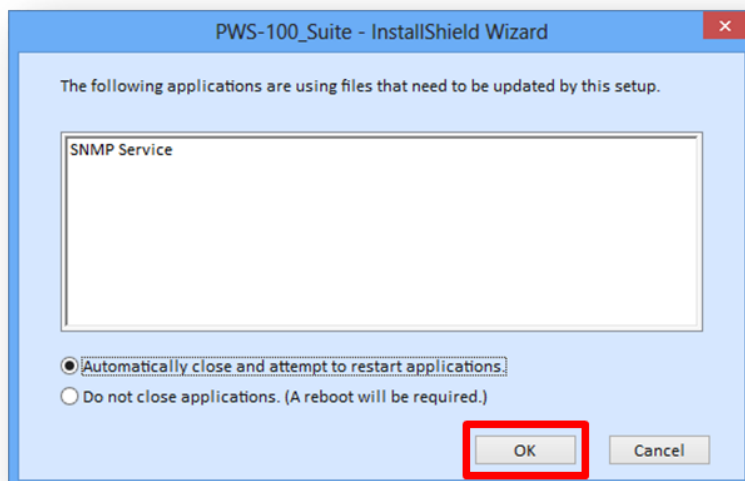 PWS-100_Suite - InstallShield Wizard
The following applications are using files that need to be updated by this setup.
SNMP Service
Automatically close and attempt to restart applications.
Do not close applications. (A reboot will be required.)
OK
Cancel